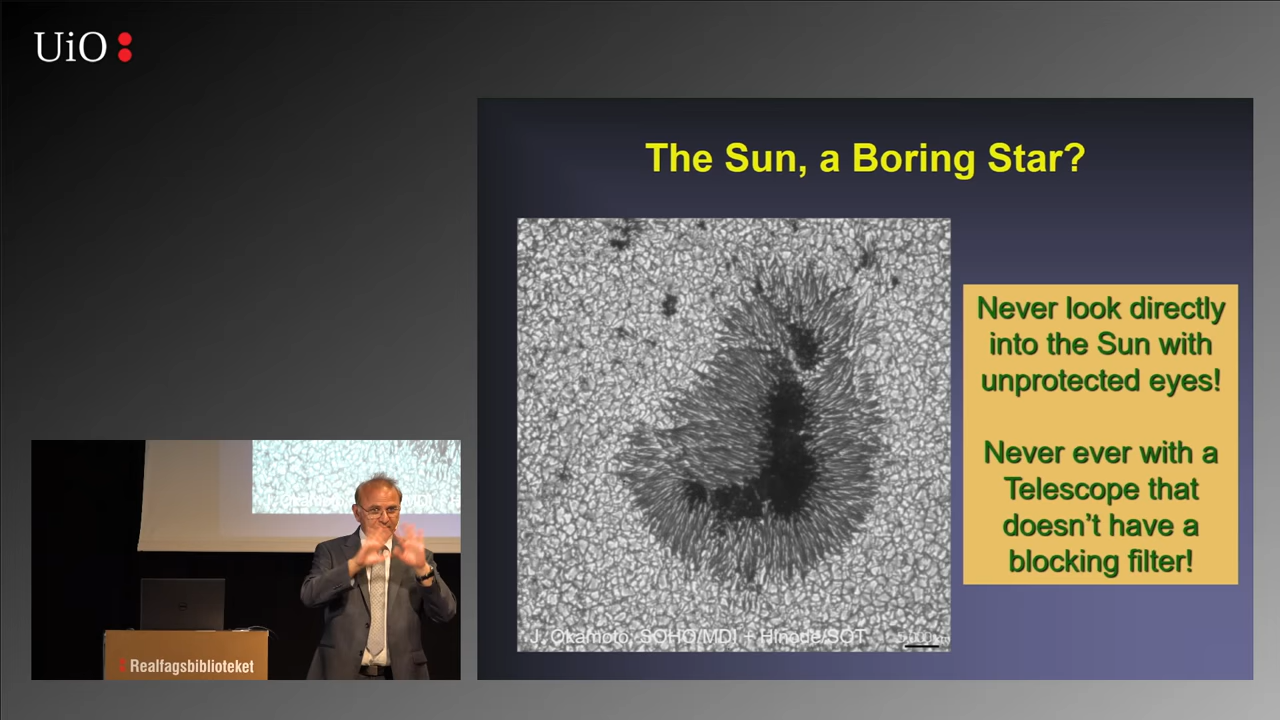 UiO
The Sun, a Boring Star?
Never look directly
into the Sun with
unprotected eyes!
Never ever with a
Telescope that
doesn't have a
blocking filter!
J. Okamoto, SOHO/MDI + Hinode/SOT
Realfagsbiblioteket